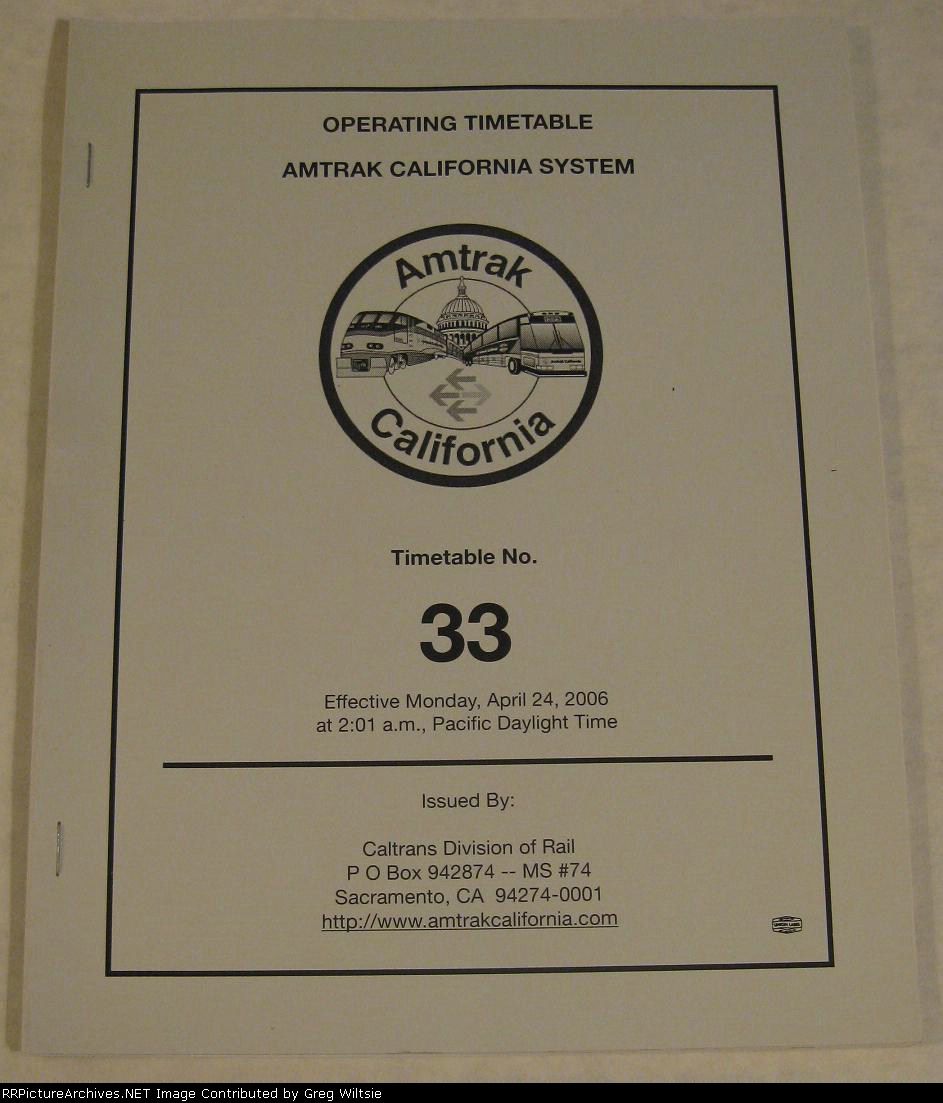 OPERATING TIMETABLE
AMTRAK CALIFORNIA SYSTEM
Amtrak
California
Timetable No.
33
Effective Monday, April 24, 2006
at 2:01 a.m., Pacific Daylight Time
Issued By:
Caltrans Division of Rail
P O Box 942874 -- MS #74
Sacramento, CA  94274-0001
http://www.amtrakcalifornia.com
UNION LABEL
RRPictureArchives.NET Image Contributed by Greg Wiltsie